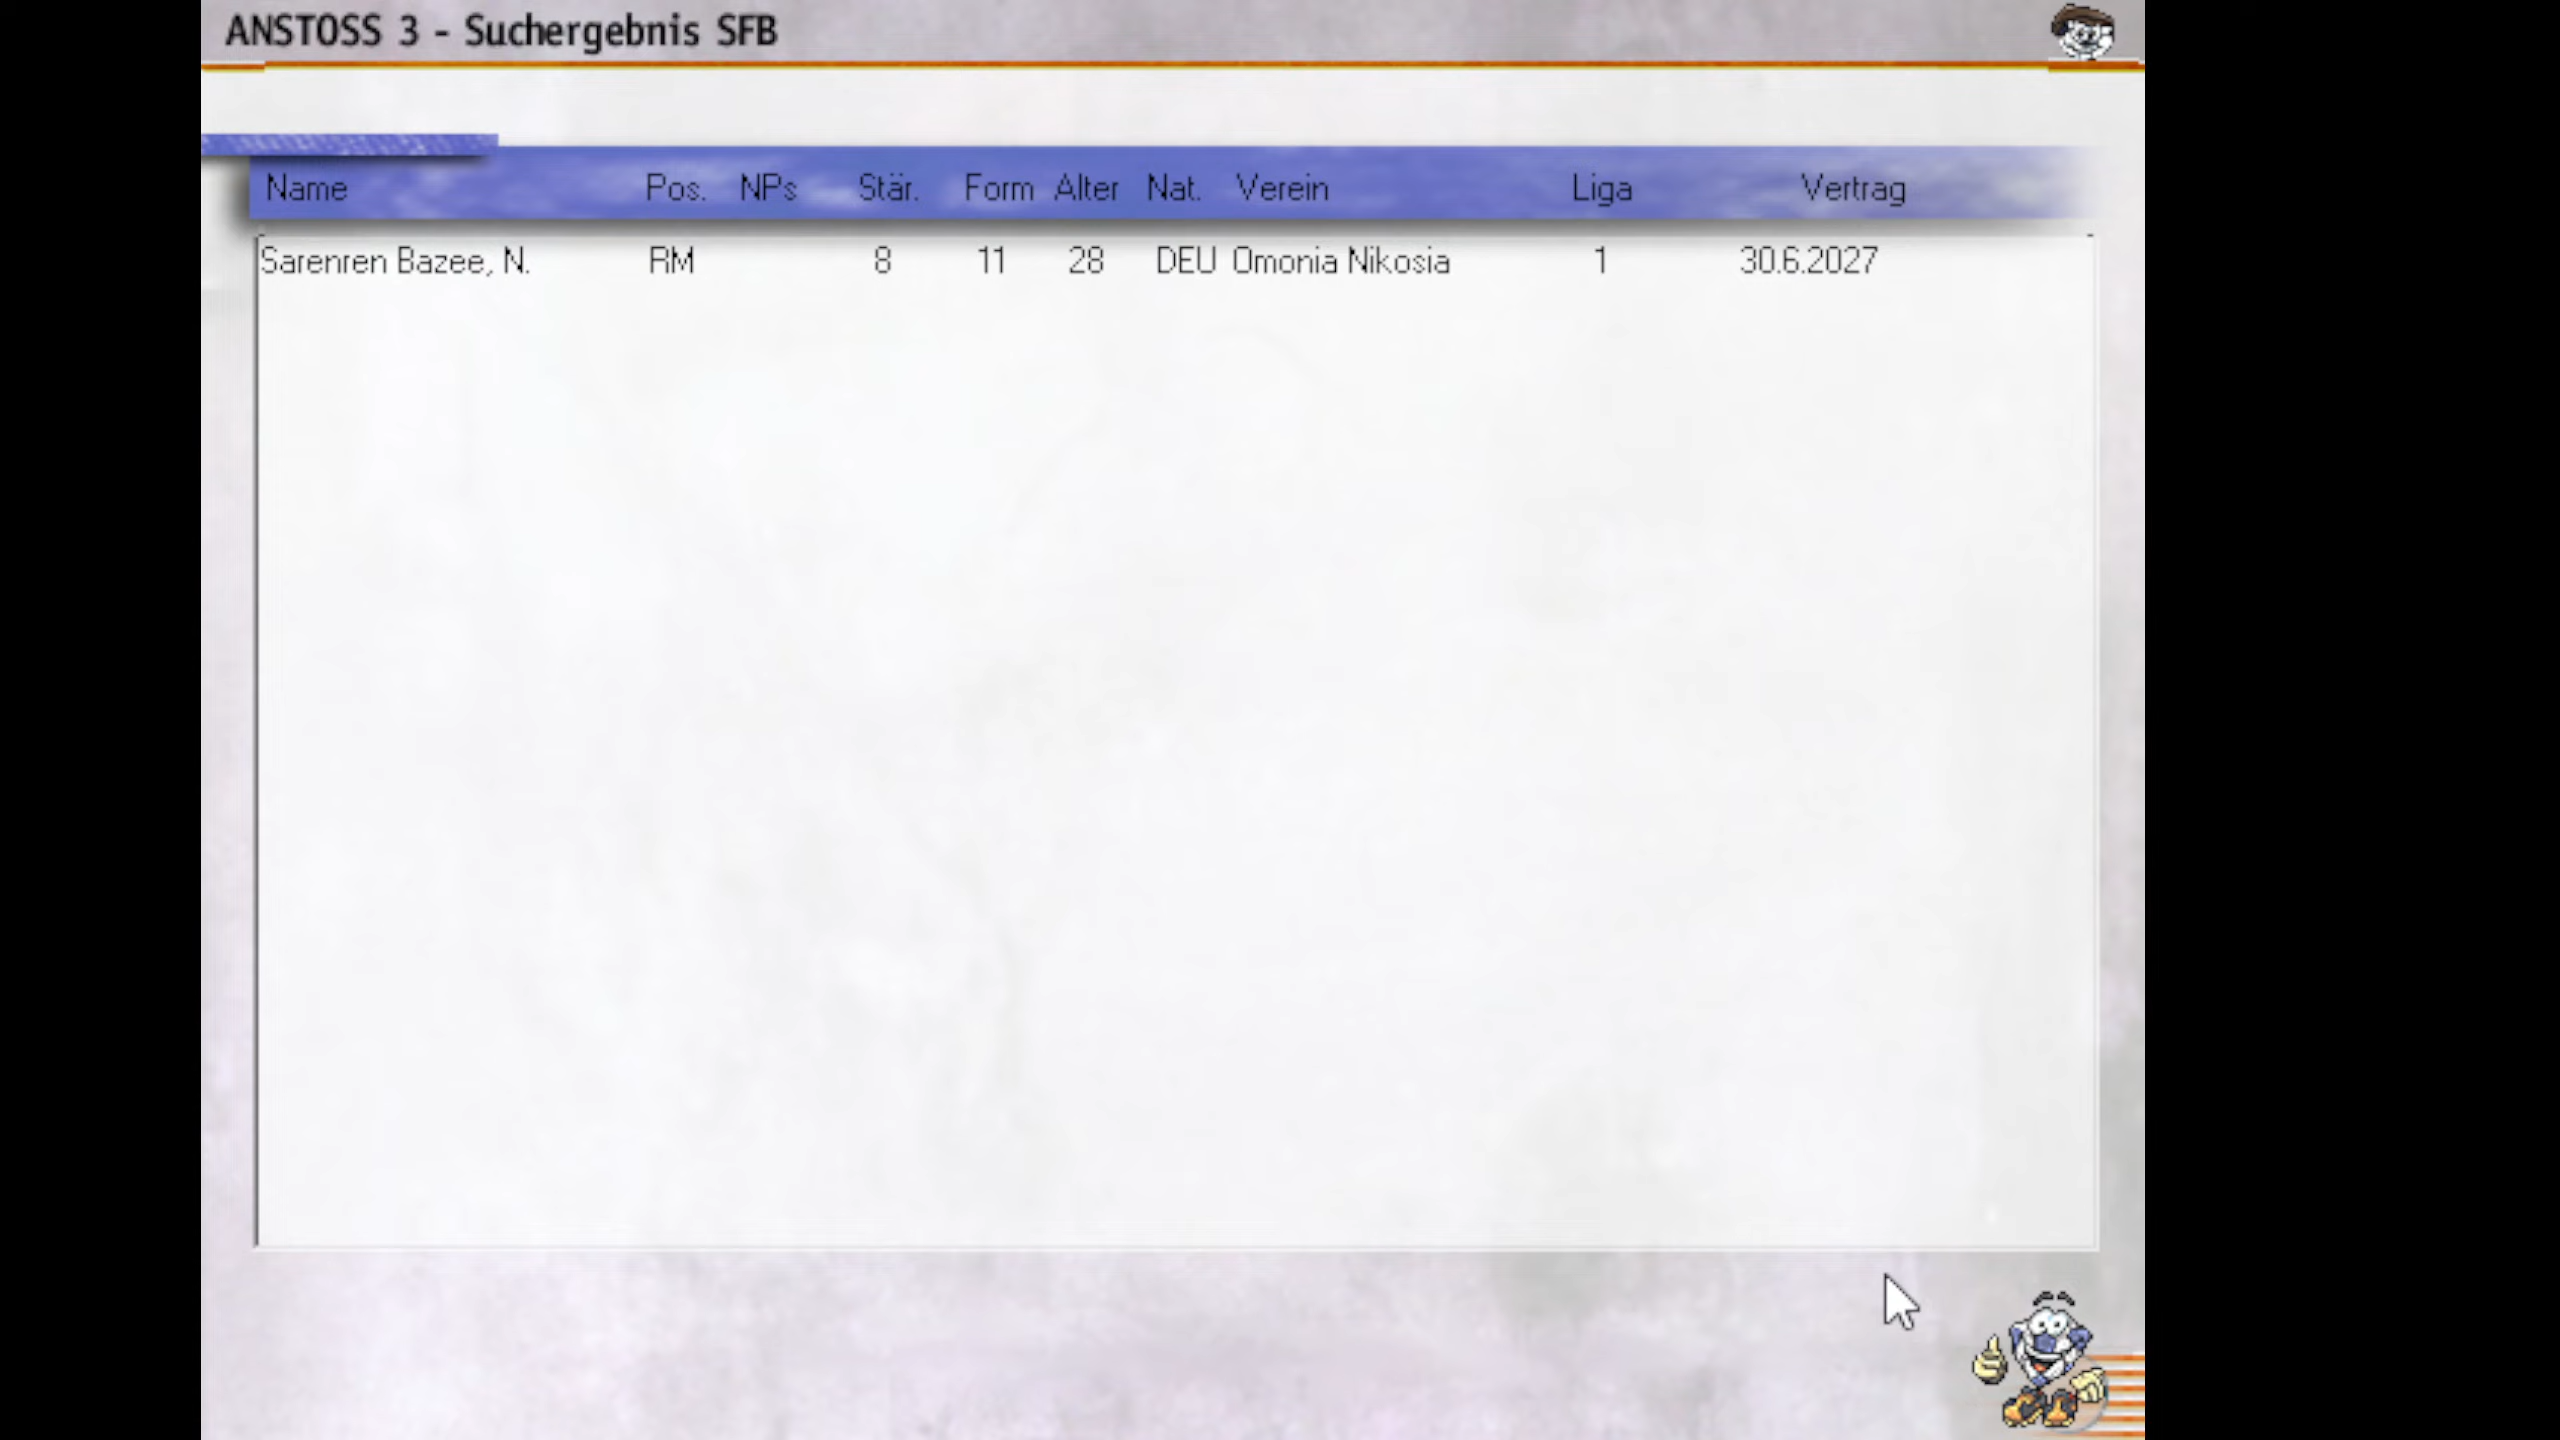 ANSTOSS 3 - Suchergebnis SFB
Name Pos. NPs Stär. Form Alter Nat. Verein Liga Vertrag
Sarenren Bazee, N. RM 8 11 28 DEU Omonia Nikosia 1 30.6.2027